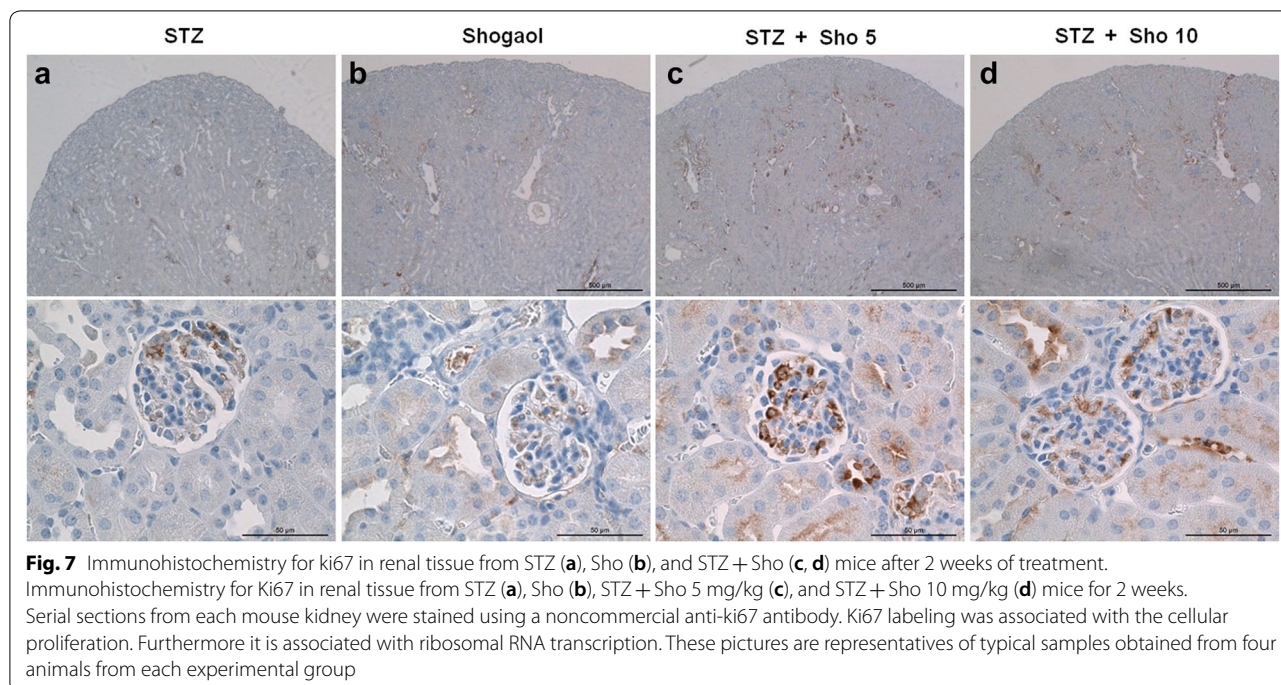 STZ Shogaol STZ + Sho 5 STZ + Sho 10
a b c d
500 µm 500 µm 500 µm
50 µm 50 µm 50 µm 50 µm
Fig. 7 Immunohistochemistry for ki67 in renal tissue from STZ (a), Sho (b), and STZ + Sho (c, d) mice after 2 weeks of treatment.
Immunohistochemistry for Ki67 in renal tissue from STZ (a), Sho (b), STZ + Sho 5 mg/kg (c), and STZ + Sho 10 mg/kg (d) mice for 2 weeks.
Serial sections from each mouse kidney were stained using a noncommercial anti-ki67 antibody. Ki67 labeling was associated with the cellular
proliferation. Furthermore it is associated with ribosomal RNA transcription. These pictures are representatives of typical samples obtained from four
animals from each experimental group